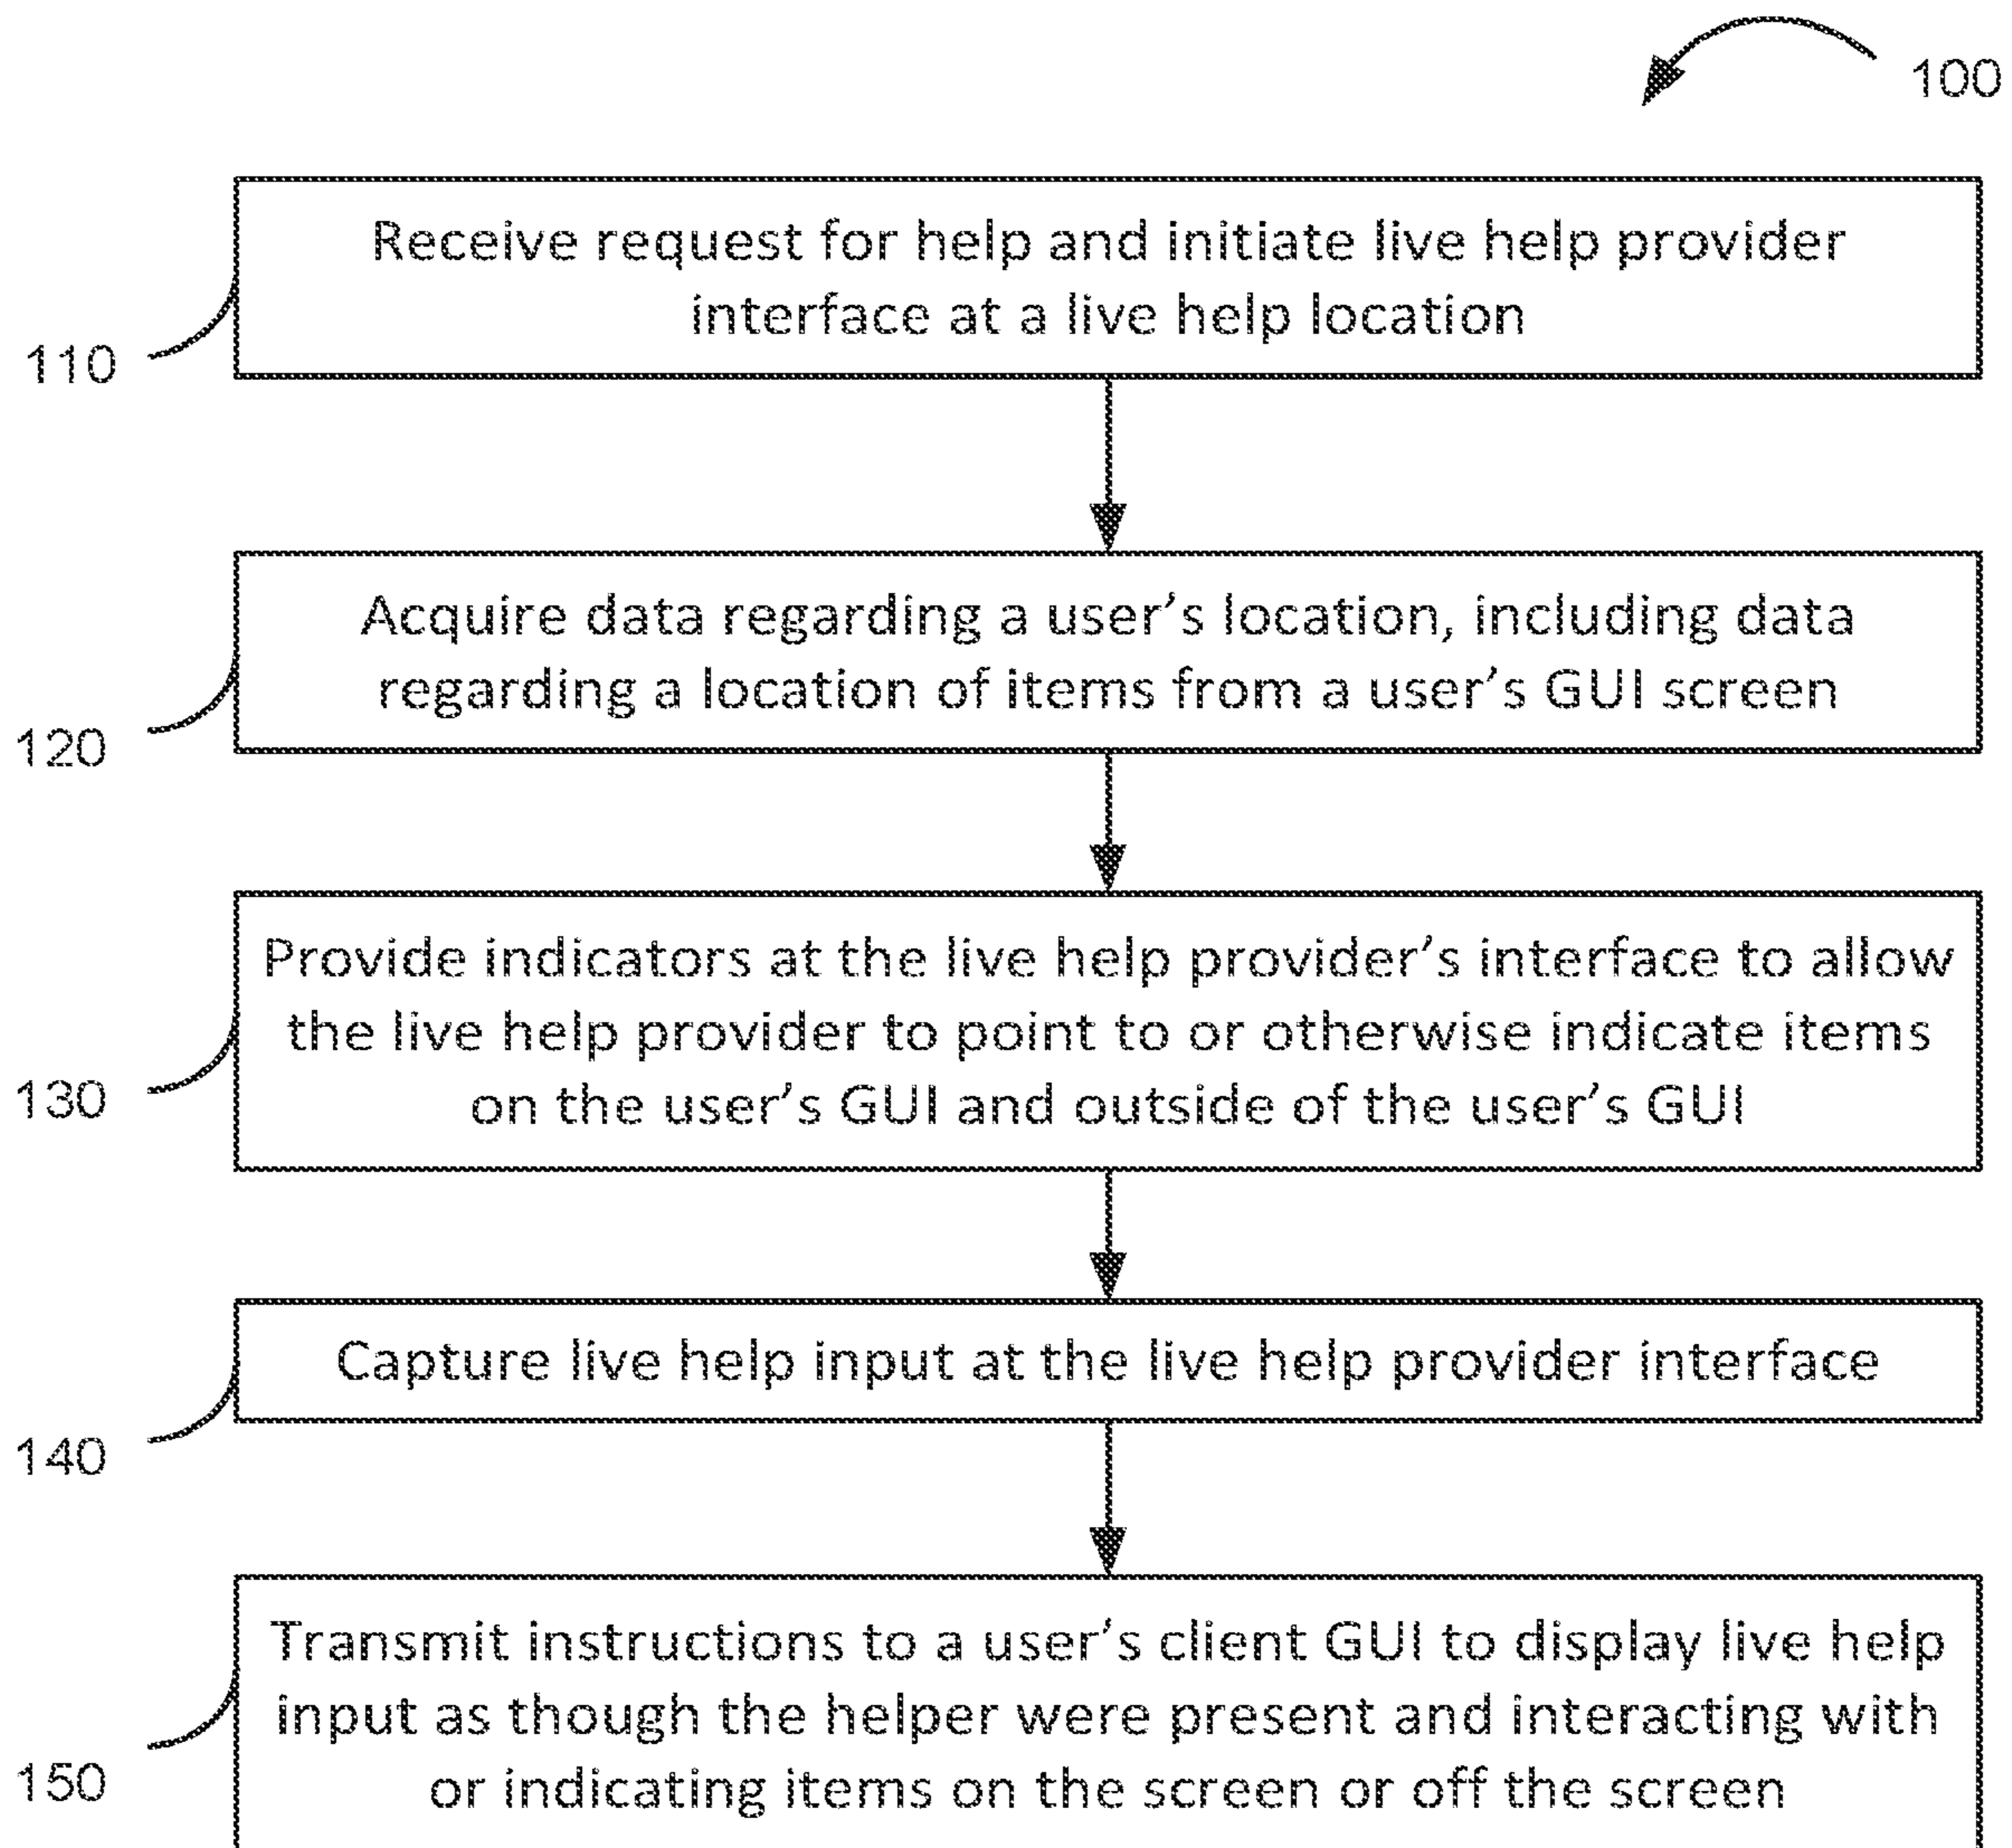 100
Receive request for help and initiate live help provider
interface at a live help location
110
Acquire data regarding a user's location, including data
regarding a location of items from a user's GUI screen
120
Provide indicators at the live help provider's interface to allow
the live help provider to point to or otherwise indicate items
on the user's GUI and outside of the user's GUI
130
Capture live help input at the live help provider interface
140
Transmit instructions to a user's client GUI to display live help
input as though the helper were present and interacting with
or indicating items on the screen or off the screen
150